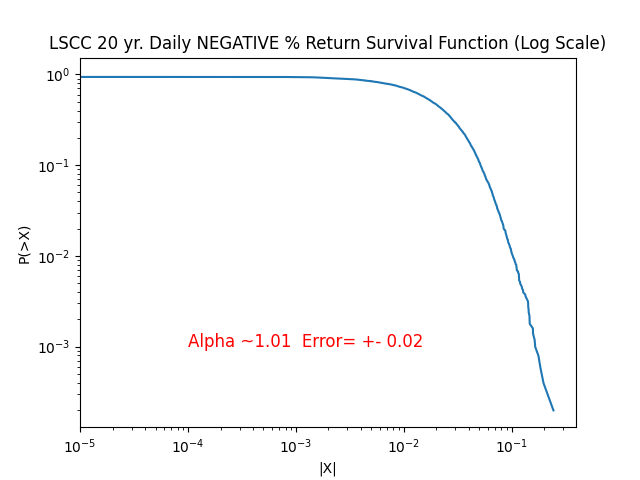 LSCC 20 yr. Daily NEGATIVE % Return Survival Function (Log Scale)
10⁰
10⁻¹
10⁻²
10⁻³
P(>X)
Alpha ~1.01  Error= +- 0.02
10⁻⁵ 10⁻⁴ 10⁻³ 10⁻² 10⁻¹
|X|